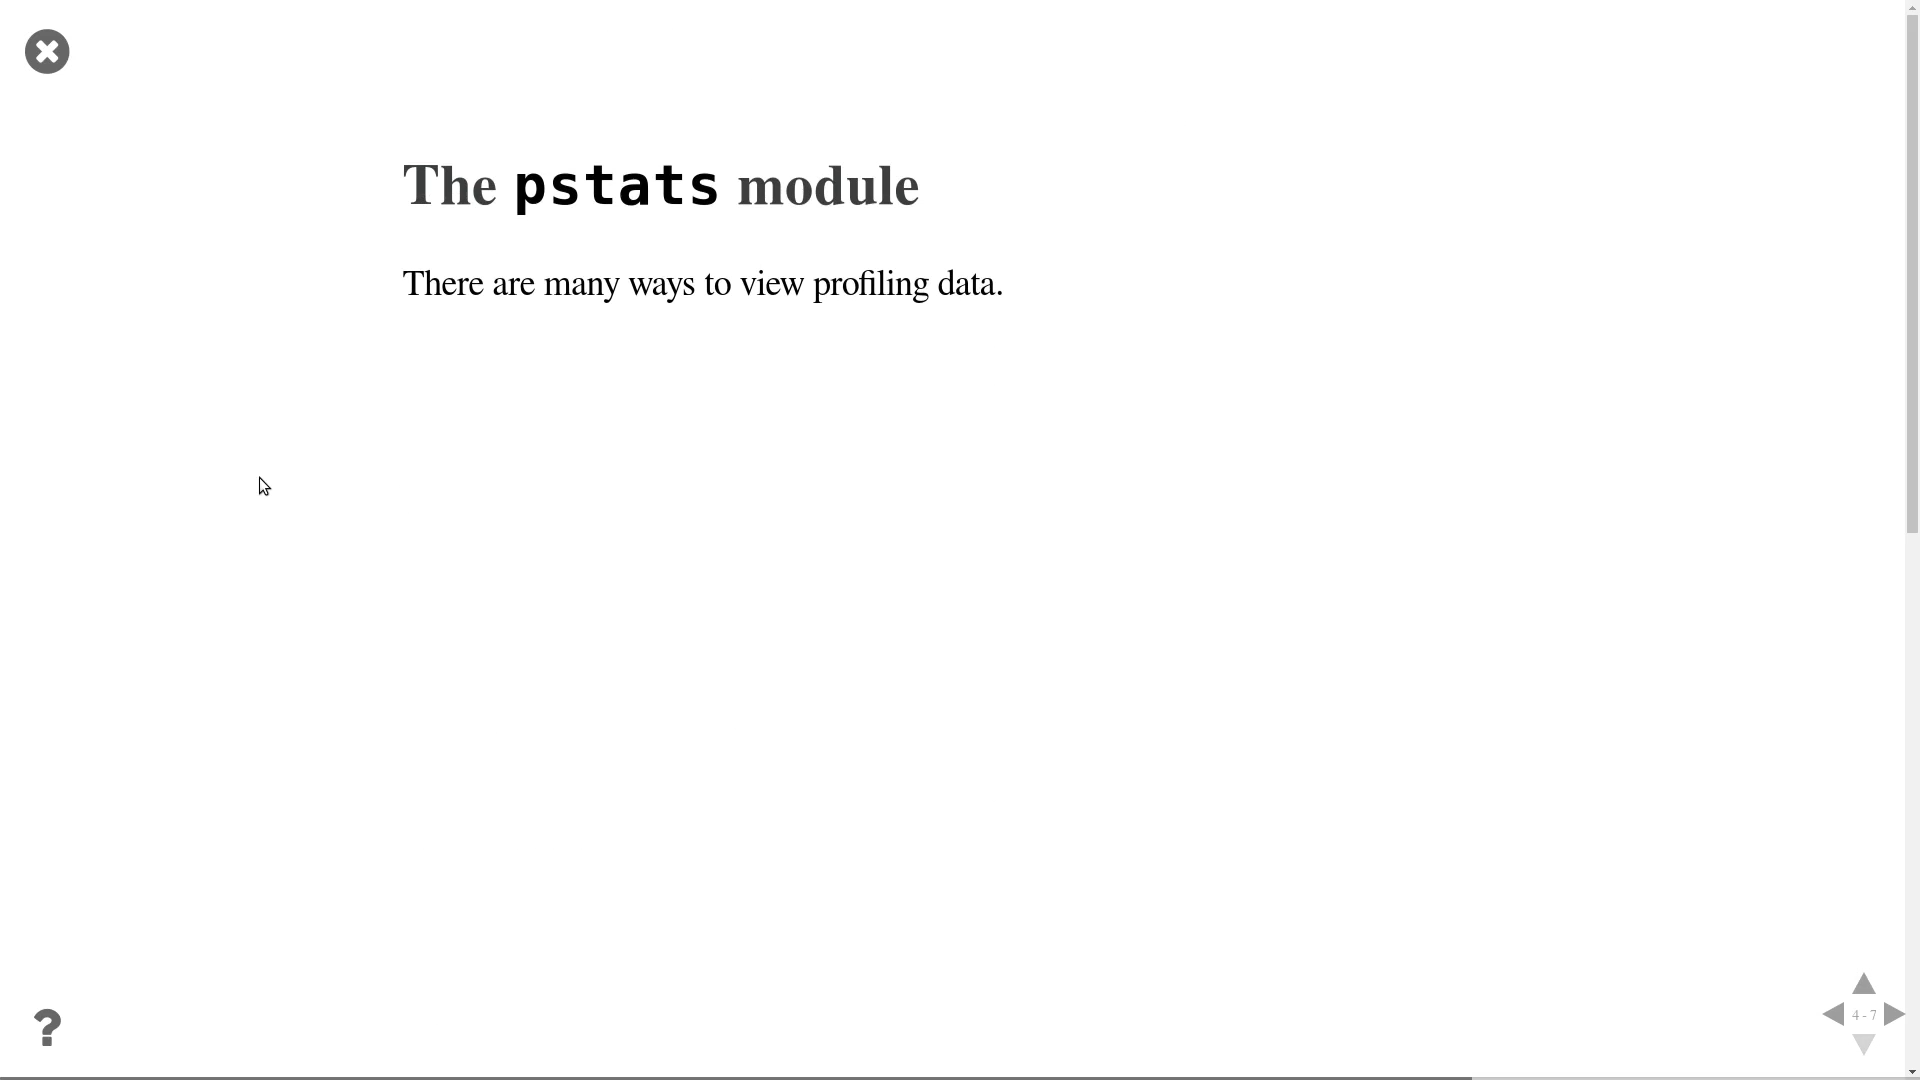 The pstats module
There are many ways to view profiling data.
?
4 - 7